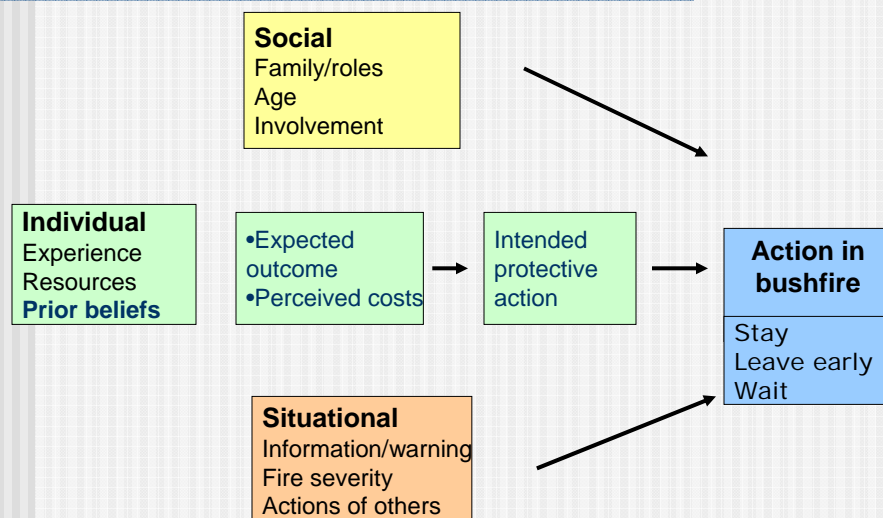 Social
Family/roles
Age
Involvement
Individual
Experience
Resources
Prior beliefs
•Expected
outcome
•Perceived costs
Intended
protective
action
Action in
bushfire
Stay
Leave early
Wait
Situational
Information/warning
Fire severity
Actions of others